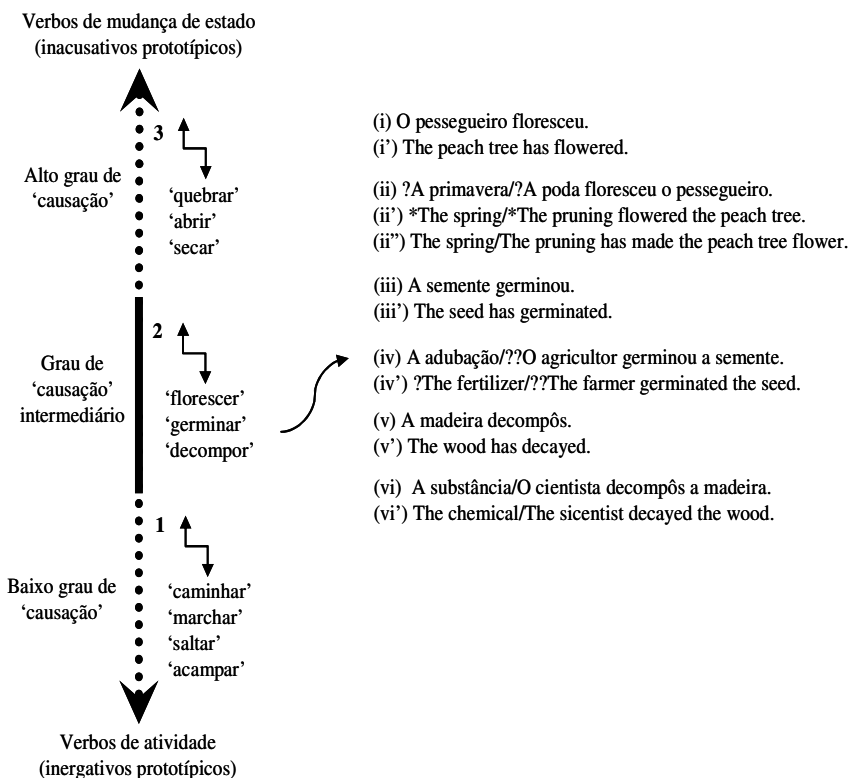 Verbos de mudança de estado
(inacusativos prototípicos)
3
Alto grau de
‘causação’
‘quebrar’
‘abrir’
‘secar’
2
Grau de
‘causação’
intermediário
‘florescer’
‘germinar’
‘decompor’
1
Baixo grau de
‘causação’
‘caminhar’
‘marchar’
‘saltar’
‘acampar’
Verbos de atividade
(inergativos prototípicos)
(i) O pessegueiro floresceu.
(i’) The peach tree has flowered.
(ii) ?A primavera/?A poda floresceu o pessegueiro.
(ii’) *The spring/*The pruning flowered the peach tree.
(ii”) The spring/The pruning has made the peach tree flower.
(iii) A semente germinou.
(iii’) The seed has germinated.
(iv) A adubação/??O agricultor germinou a semente.
(iv’) ?The fertilizer/??The farmer germinated the seed.
(v) A madeira decompôs.
(v’) The wood has decayed.
(vi) A substância/O cientista decompôs a madeira.
(vi’) The chemical/The sicentist decayed the wood.